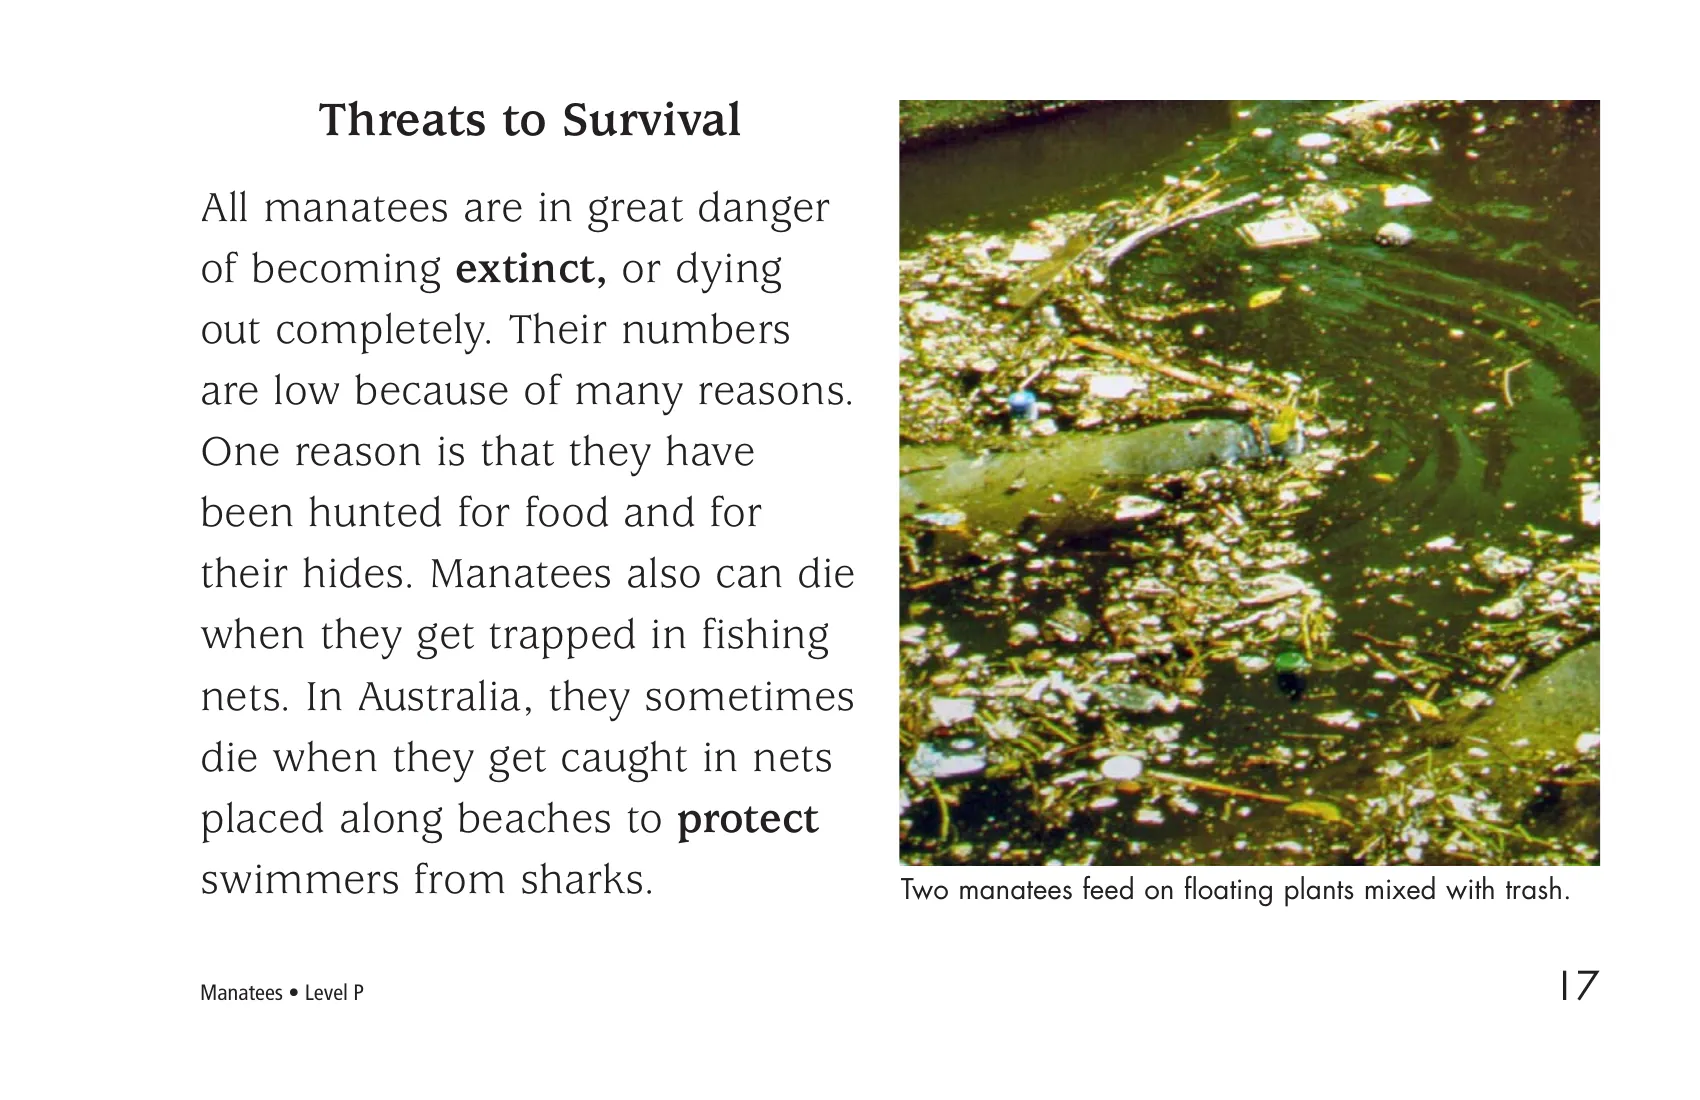 Threats to Survival
All manatees are in great danger
of becoming extinct, or dying
out completely. Their numbers
are low because of many reasons.
One reason is that they have
been hunted for food and for
their hides. Manatees also can die
when they get trapped in fishing
nets. In Australia, they sometimes
die when they get caught in nets
placed along beaches to protect
swimmers from sharks.
Two manatees feed on floating plants mixed with trash.
Manatees • Level P
17